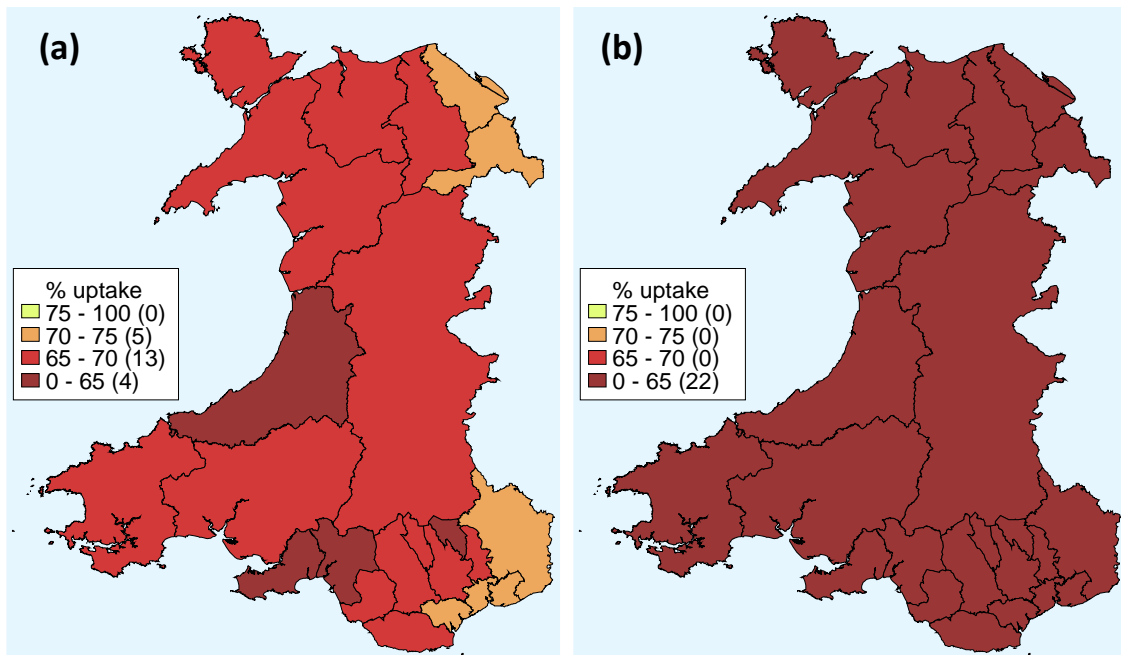 (a)
% uptake
75 - 100 (0)
70 - 75 (5)
65 - 70 (13)
0 - 65 (4)
(b)
% uptake
75 - 100 (0)
70 - 75 (0)
65 - 70 (0)
0 - 65 (22)